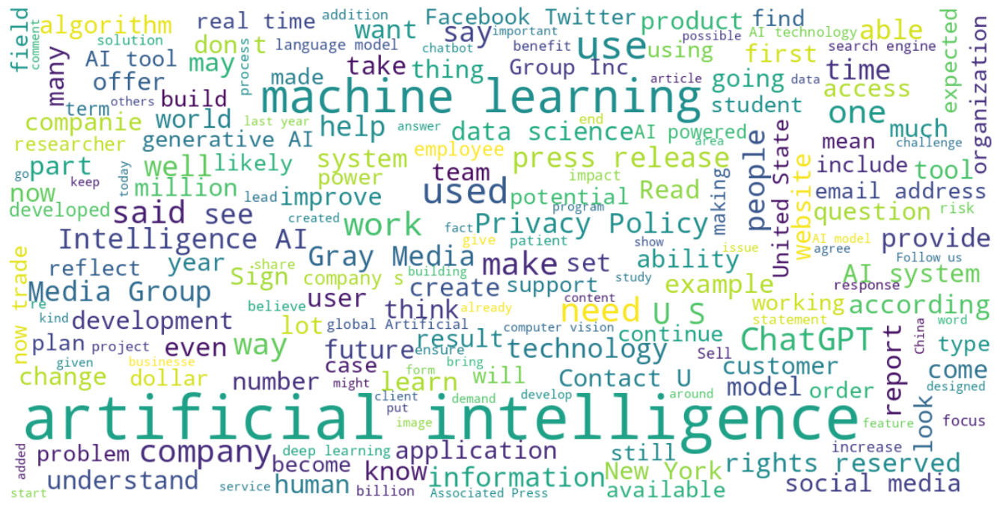 field
comment
algorithm
solution
real time
addition
want
Facebook Twitter
say
important
product
possible
find
AI technology
able
search engine
expected
organization
many
AI tool
don t
may
process
language model
chatbot
benefit
use
using
first
time
offer
made
take
thing
Group Inc
article
going
data
access
term
others
build
machine learning
student
one
companie
world
last year
help
answer
data science
end
AI powered
area
much
researcher
generative AI
employee
mean
challenge
go
part
today
well
likely
system
team
press release
people
United State
include
tool
keep
power
impact
making
website
now
million
lead
improve
used
potential
Read
email address
developed
said
see
created
work
fact
Privacy Policy
program
question
risk
Intelligence AI
give
patient
show
issue
AI model
agree
provide
Follow us
now trade
reflect
year
share
Gray Media
make
set
ability
AI system
Sign
company s
building
study
response
Media Group
create
support
example
re
kind
believe
user
think
already
content
need
U S
working
according
development
lot
global Artificial
computer vision
continue
statement
word
plan
project
even
way
future
ensure
result
technology
Sell
ChatGPT
report
China
type
given
businesse
case
form
bring
customer
come
change
dollar
number
might
learn
will
Contact U
model
order
designed
client
demand
develop
around
look
put
artificial intelligence
image
feature
focus
added
problem
company
deep learning
application
still
increase
become
rights reserved
understand
know
information
New York
start
service
human
billion
Associated Press
available
social media